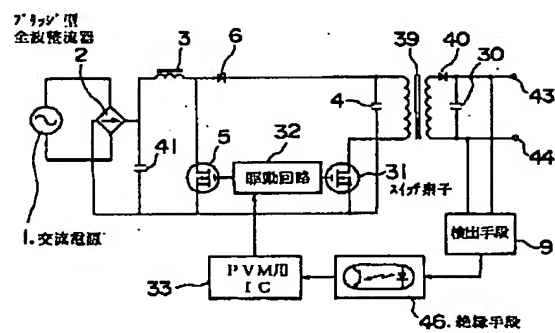 ブリッジ型
全波整流器
2
3
6
39
40
30
43
4
41
5
32
駆動回路
31
スイッチ素子
44
1.交流電源
検出手段
9
PVM用
IC
33
46.絶縁手段